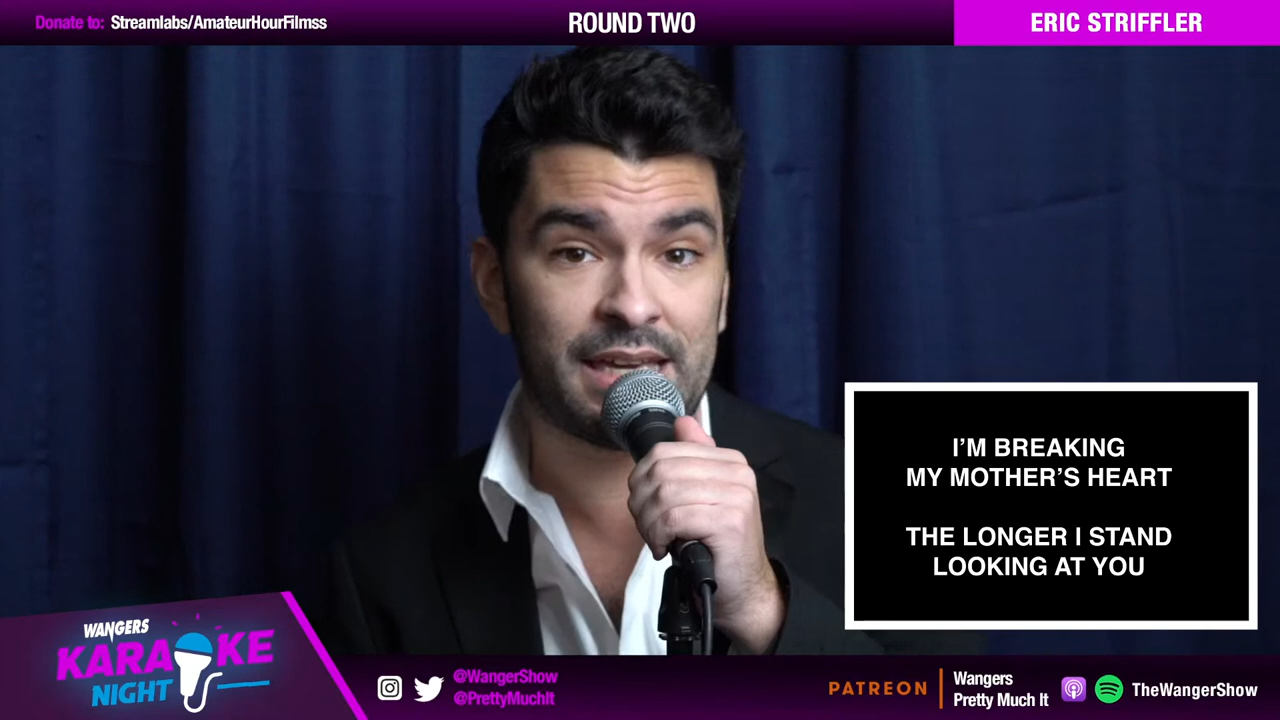 Donate to: Streamlabs/AmateurHourFilmss
ROUND TWO
ERIC STRIFFLER
I'M BREAKING
MY MOTHER'S HEART
THE LONGER I STAND
LOOKING AT YOU
WANGERS
KARAOKE
NIGHT
@WangerShow
@PrettyMuchIt
PATREON
Wangers
Pretty Much It
TheWangerShow